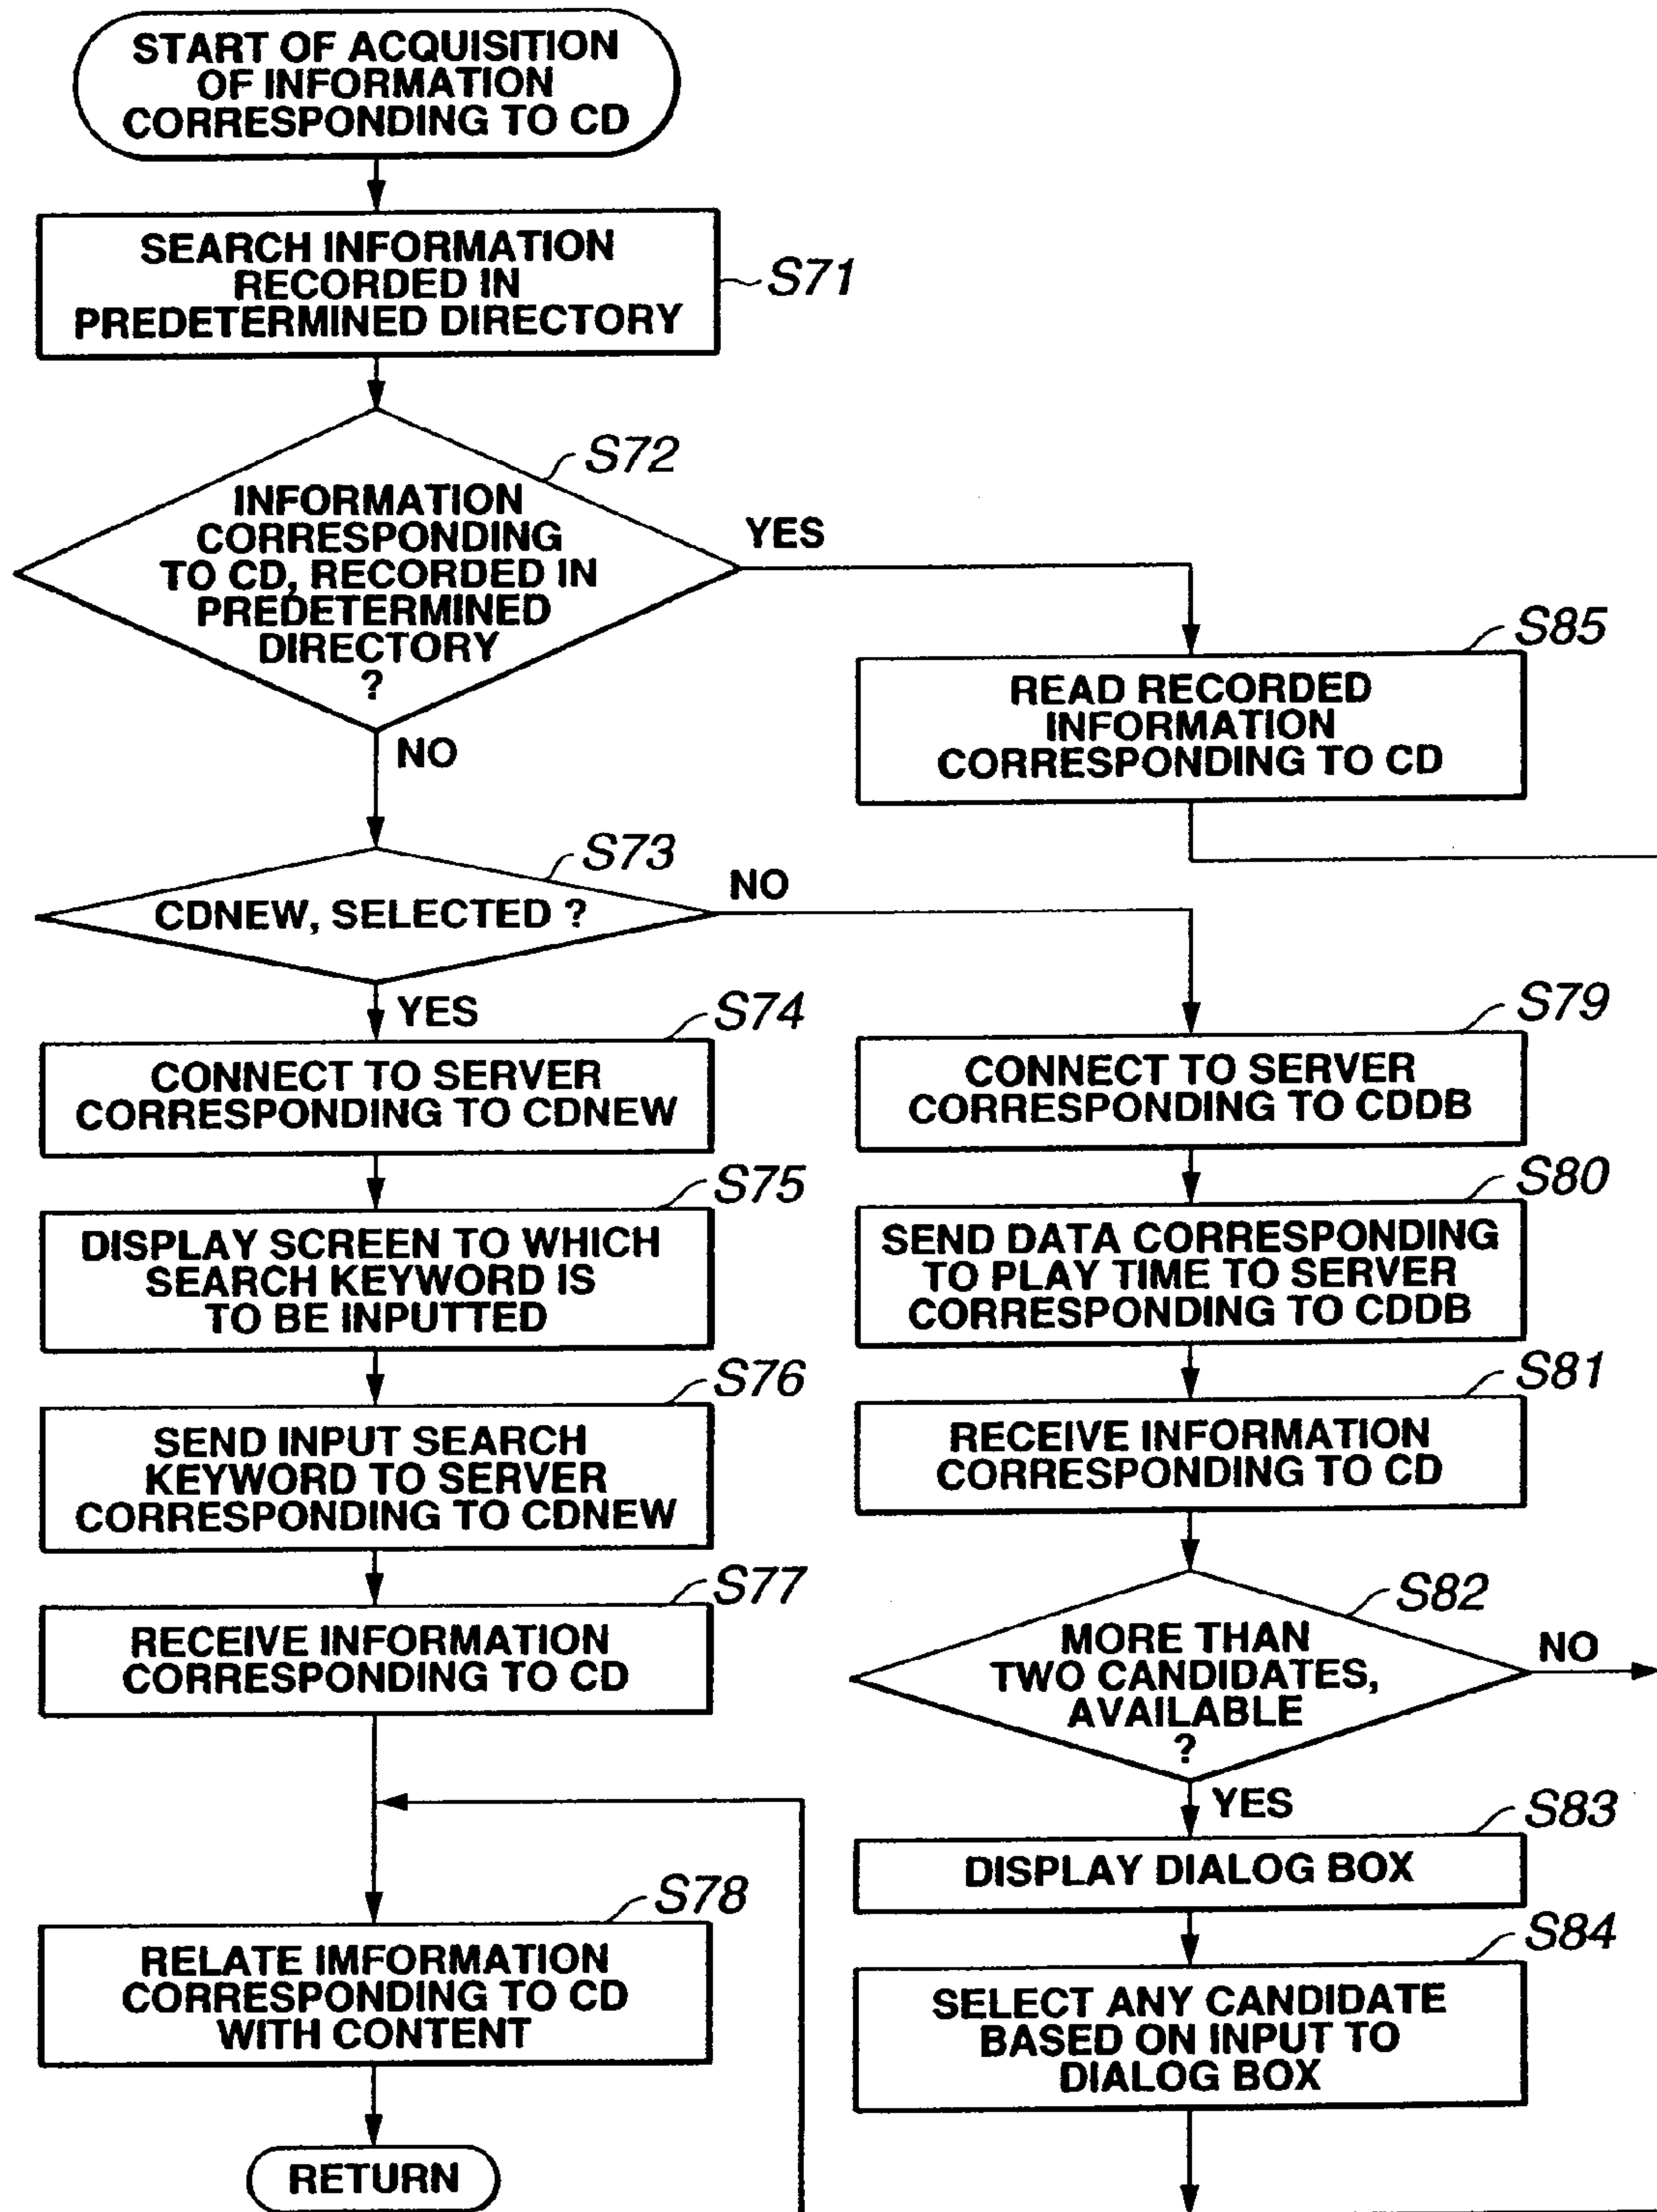 START OF ACQUISITION
OF INFORMATION
CORRESPONDING TO CD
SEARCH INFORMATION
RECORDED IN
PREDETERMINED DIRECTORY
S71
S72
INFORMATION
CORRESPONDING
TO CD, RECORDED IN
PREDETERMINED
DIRECTORY
?
YES
NO
S85
READ RECORDED
INFORMATION
CORRESPONDING TO CD
S73
CDNEW, SELECTED ?
NO
YES
S74
CONNECT TO SERVER
CORRESPONDING TO CDNEW
S75
DISPLAY SCREEN TO WHICH
SEARCH KEYWORD IS
TO BE INPUTTED
S76
SEND INPUT SEARCH
KEYWORD TO SERVER
CORRESPONDING TO CDNEW
S77
RECEIVE INFORMATION
CORRESPONDING TO CD
S78
RELATE IMFORMATION
CORRESPONDING TO CD
WITH CONTENT
RETURN
S79
CONNECT TO SERVER
CORRESPONDING TO CDDB
S80
SEND DATA CORRESPONDING
TO PLAY TIME TO SERVER
CORRESPONDING TO CDDB
S81
RECEIVE INFORMATION
CORRESPONDING TO CD
S82
MORE THAN
TWO CANDIDATES,
AVAILABLE
?
NO
YES
S83
DISPLAY DIALOG BOX
S84
SELECT ANY CANDIDATE
BASED ON INPUT TO
DIALOG BOX